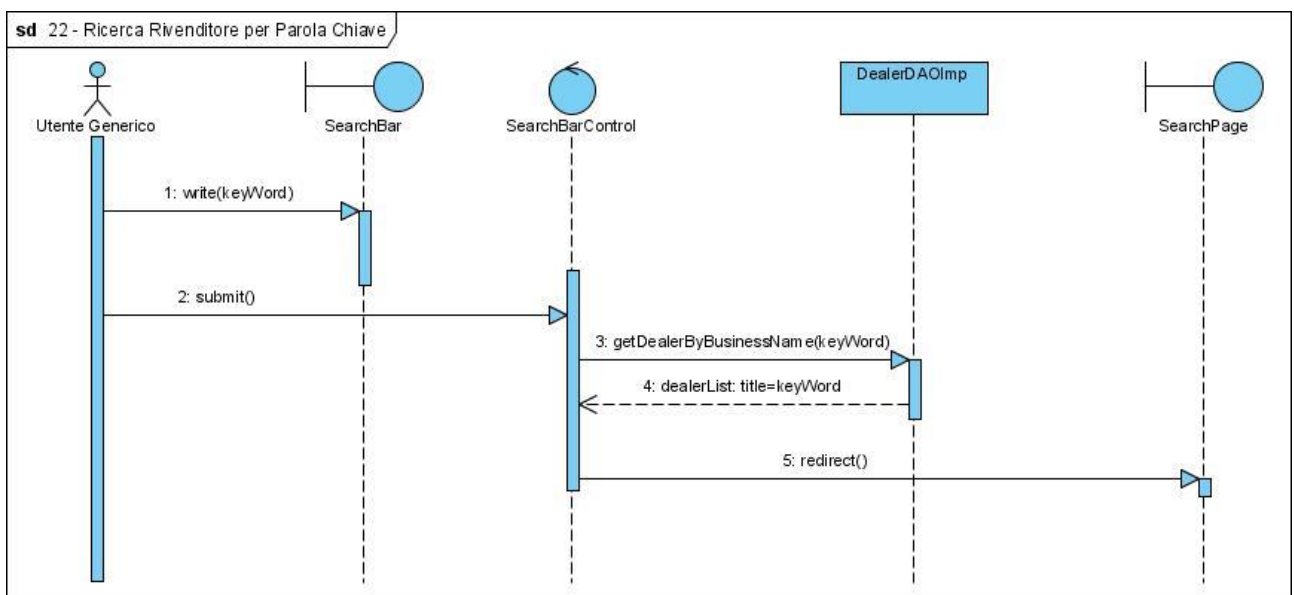 sd 22 - Ricerca Rivenditore per Parola Chiave
DealerDAOImp
Utente Generico
SearchBar
SearchBarControl
SearchPage
1: write(keyWord)
2: submit()
3: getDealerByBusinessName(keyWord)
4: dealerList: title=keyWord
5: redirect()